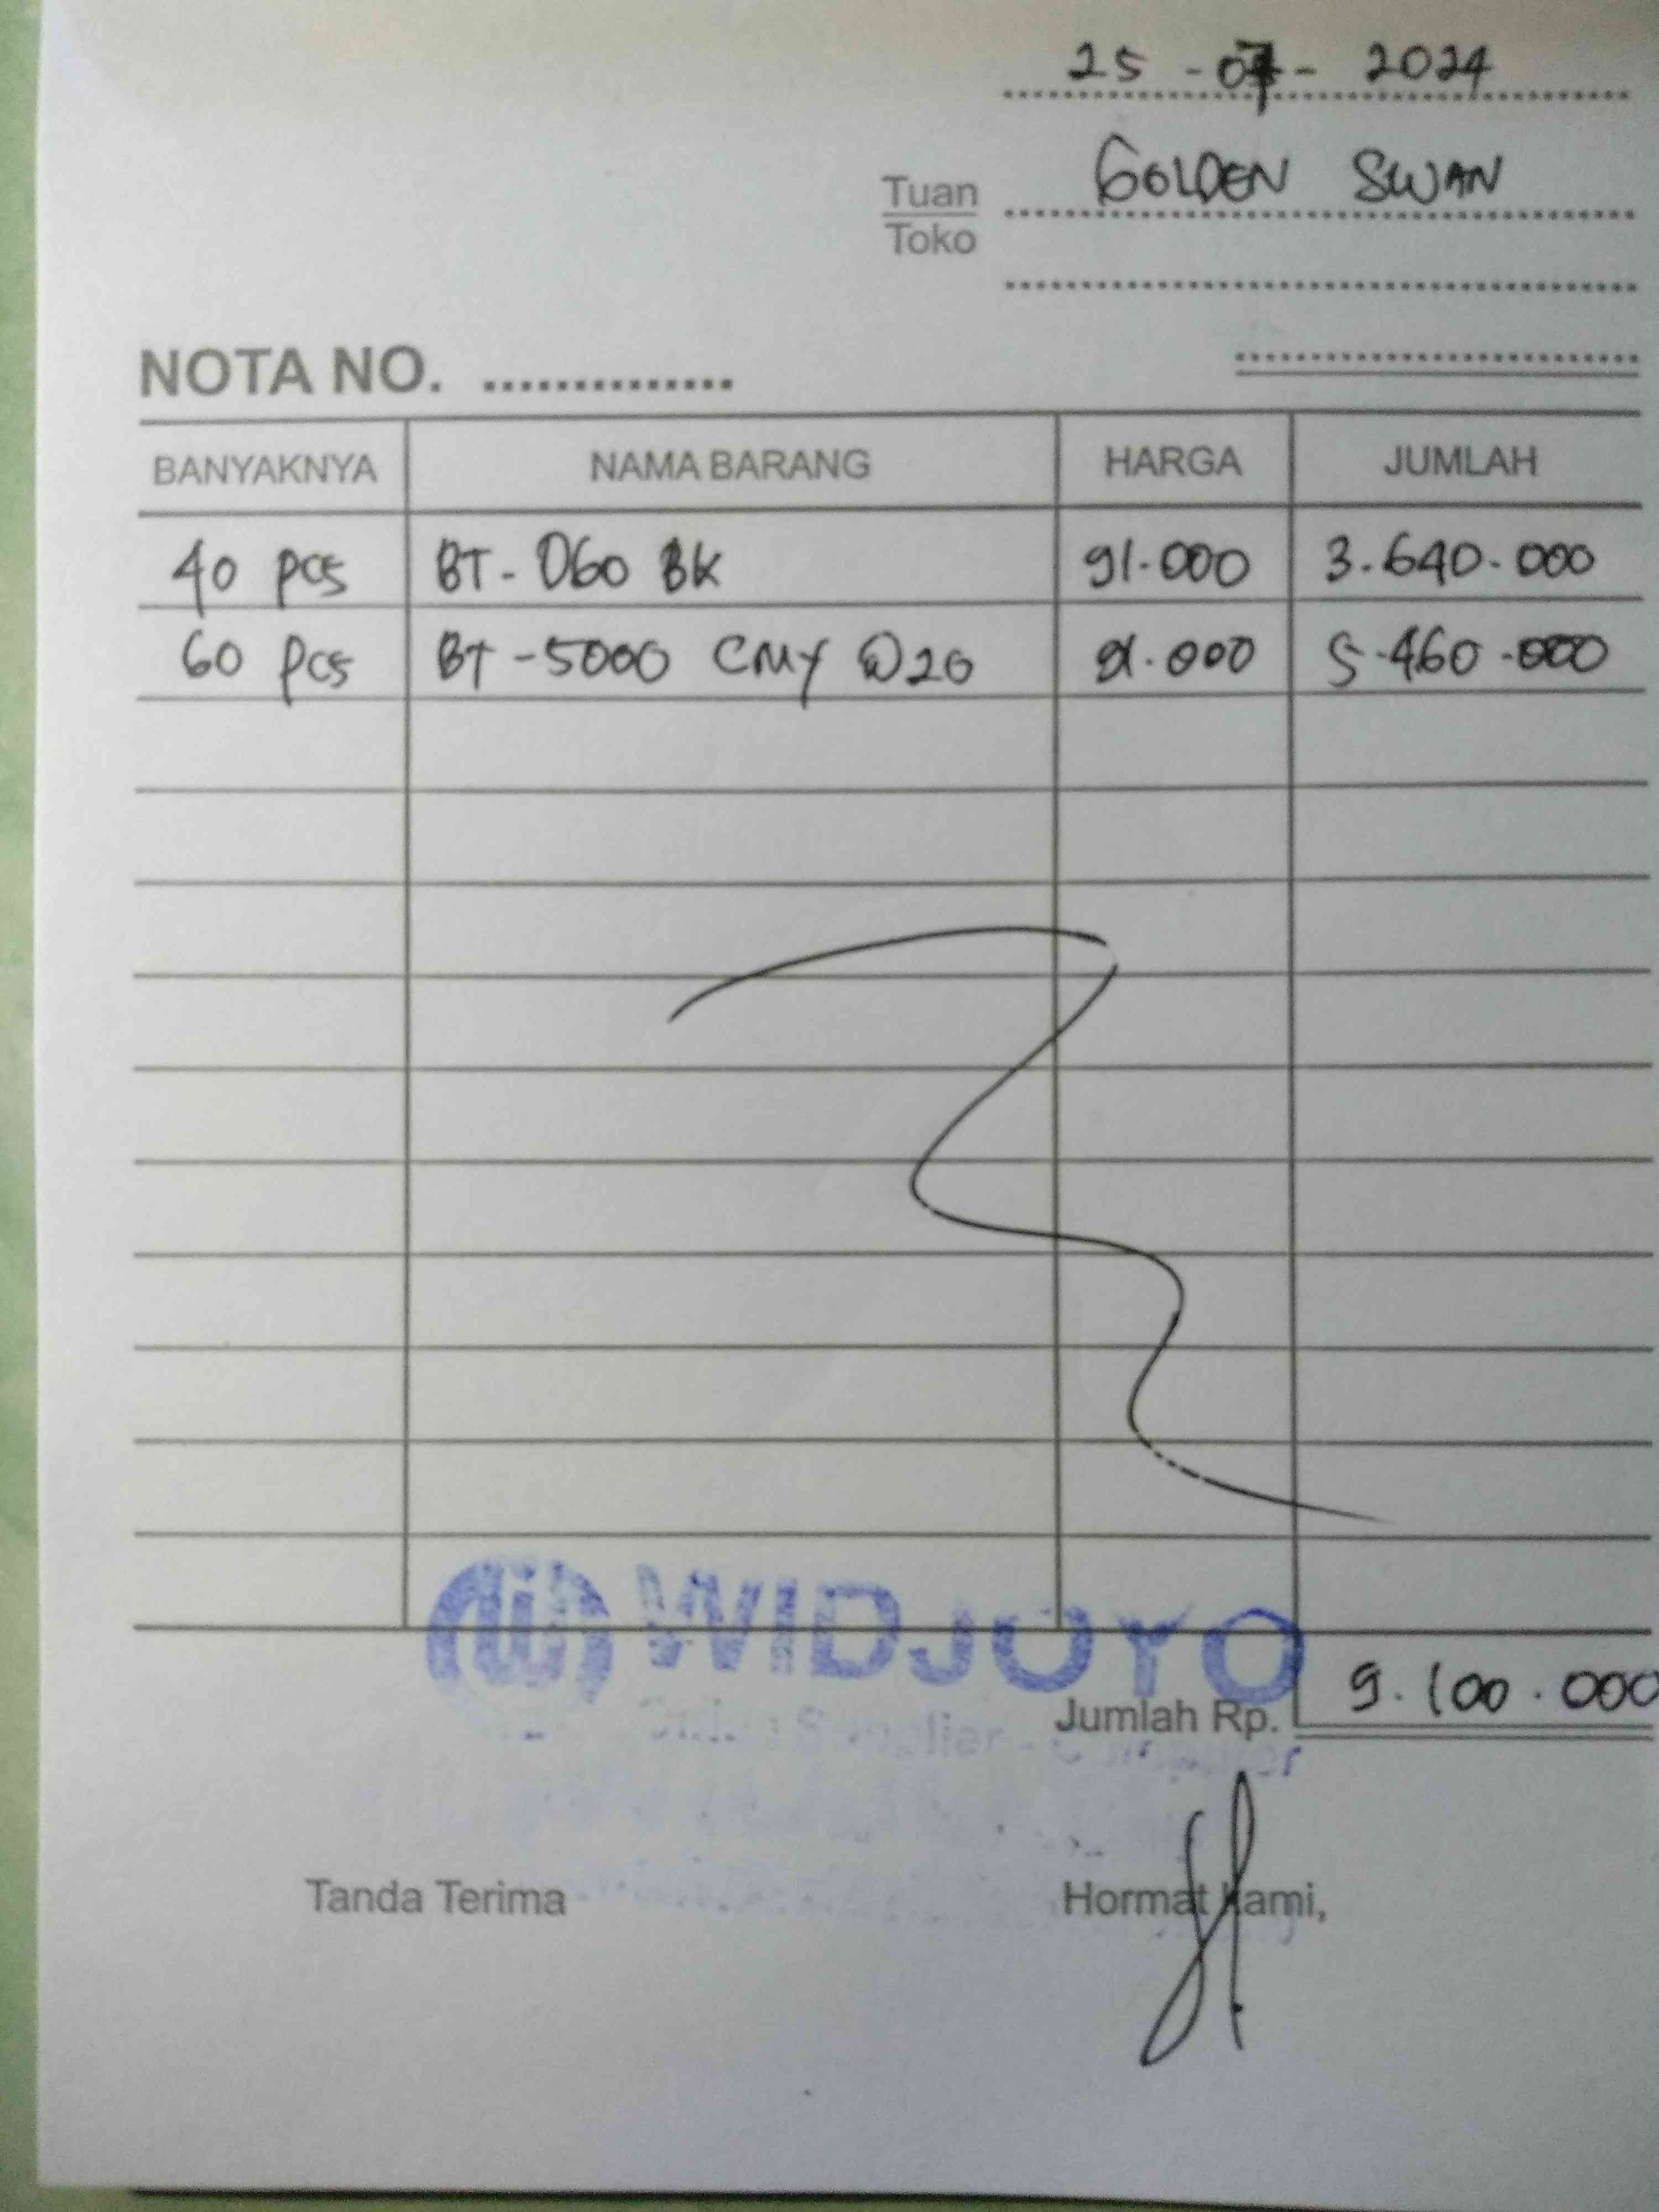 25 - 07 - 2024
Tuan
Toko
GOLDEN SWAN
NOTA NO. ..............
BANYAKNYA NAMA BARANG HARGA JUMLAH
40 pcs BT - D60 BK 91.000 3.640.000
60 pcs BT - 5000 CMY @20 91.000 5.460.000
WIDJOYO
Jumlah Rp. 9.100.000
Supplier -
Tanda Terima Hormat Kami,